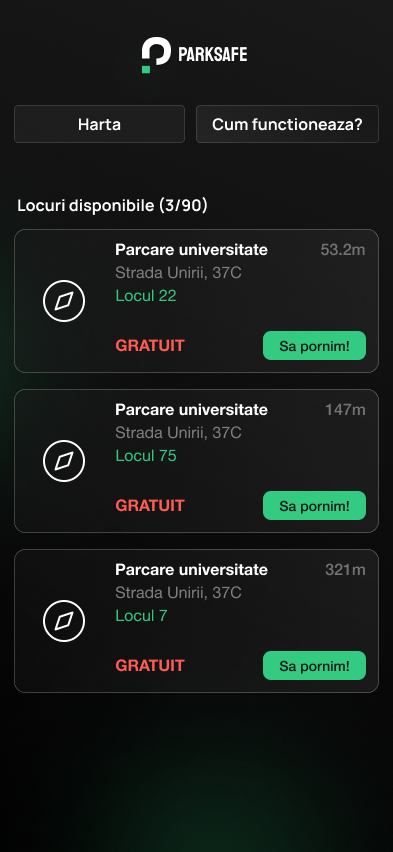 PARKSAFE
Harta
Cum functioneaza?
Locuri disponibile (3/90)
Parcare universitate
53.2m
Strada Unirii, 37C
Locul 22
GRATUIT
Sa pornim!
Parcare universitate
147m
Strada Unirii, 37C
Locul 75
GRATUIT
Sa pornim!
Parcare universitate
321m
Strada Unirii, 37C
Locul 7
GRATUIT
Sa pornim!